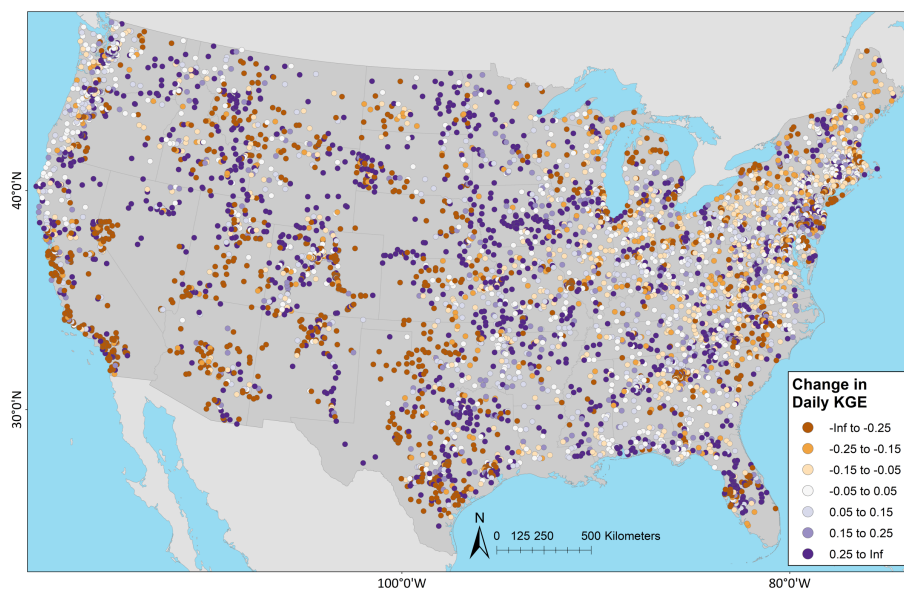 40°0'N
30°0'N
Change in
Daily KGE
-Inf to -0.25
-0.25 to -0.15
-0.15 to -0.05
-0.05 to 0.05
0.05 to 0.15
0.15 to 0.25
0.25 to Inf
N
0 125 250 500 Kilometers
100°0'W
80°0'W